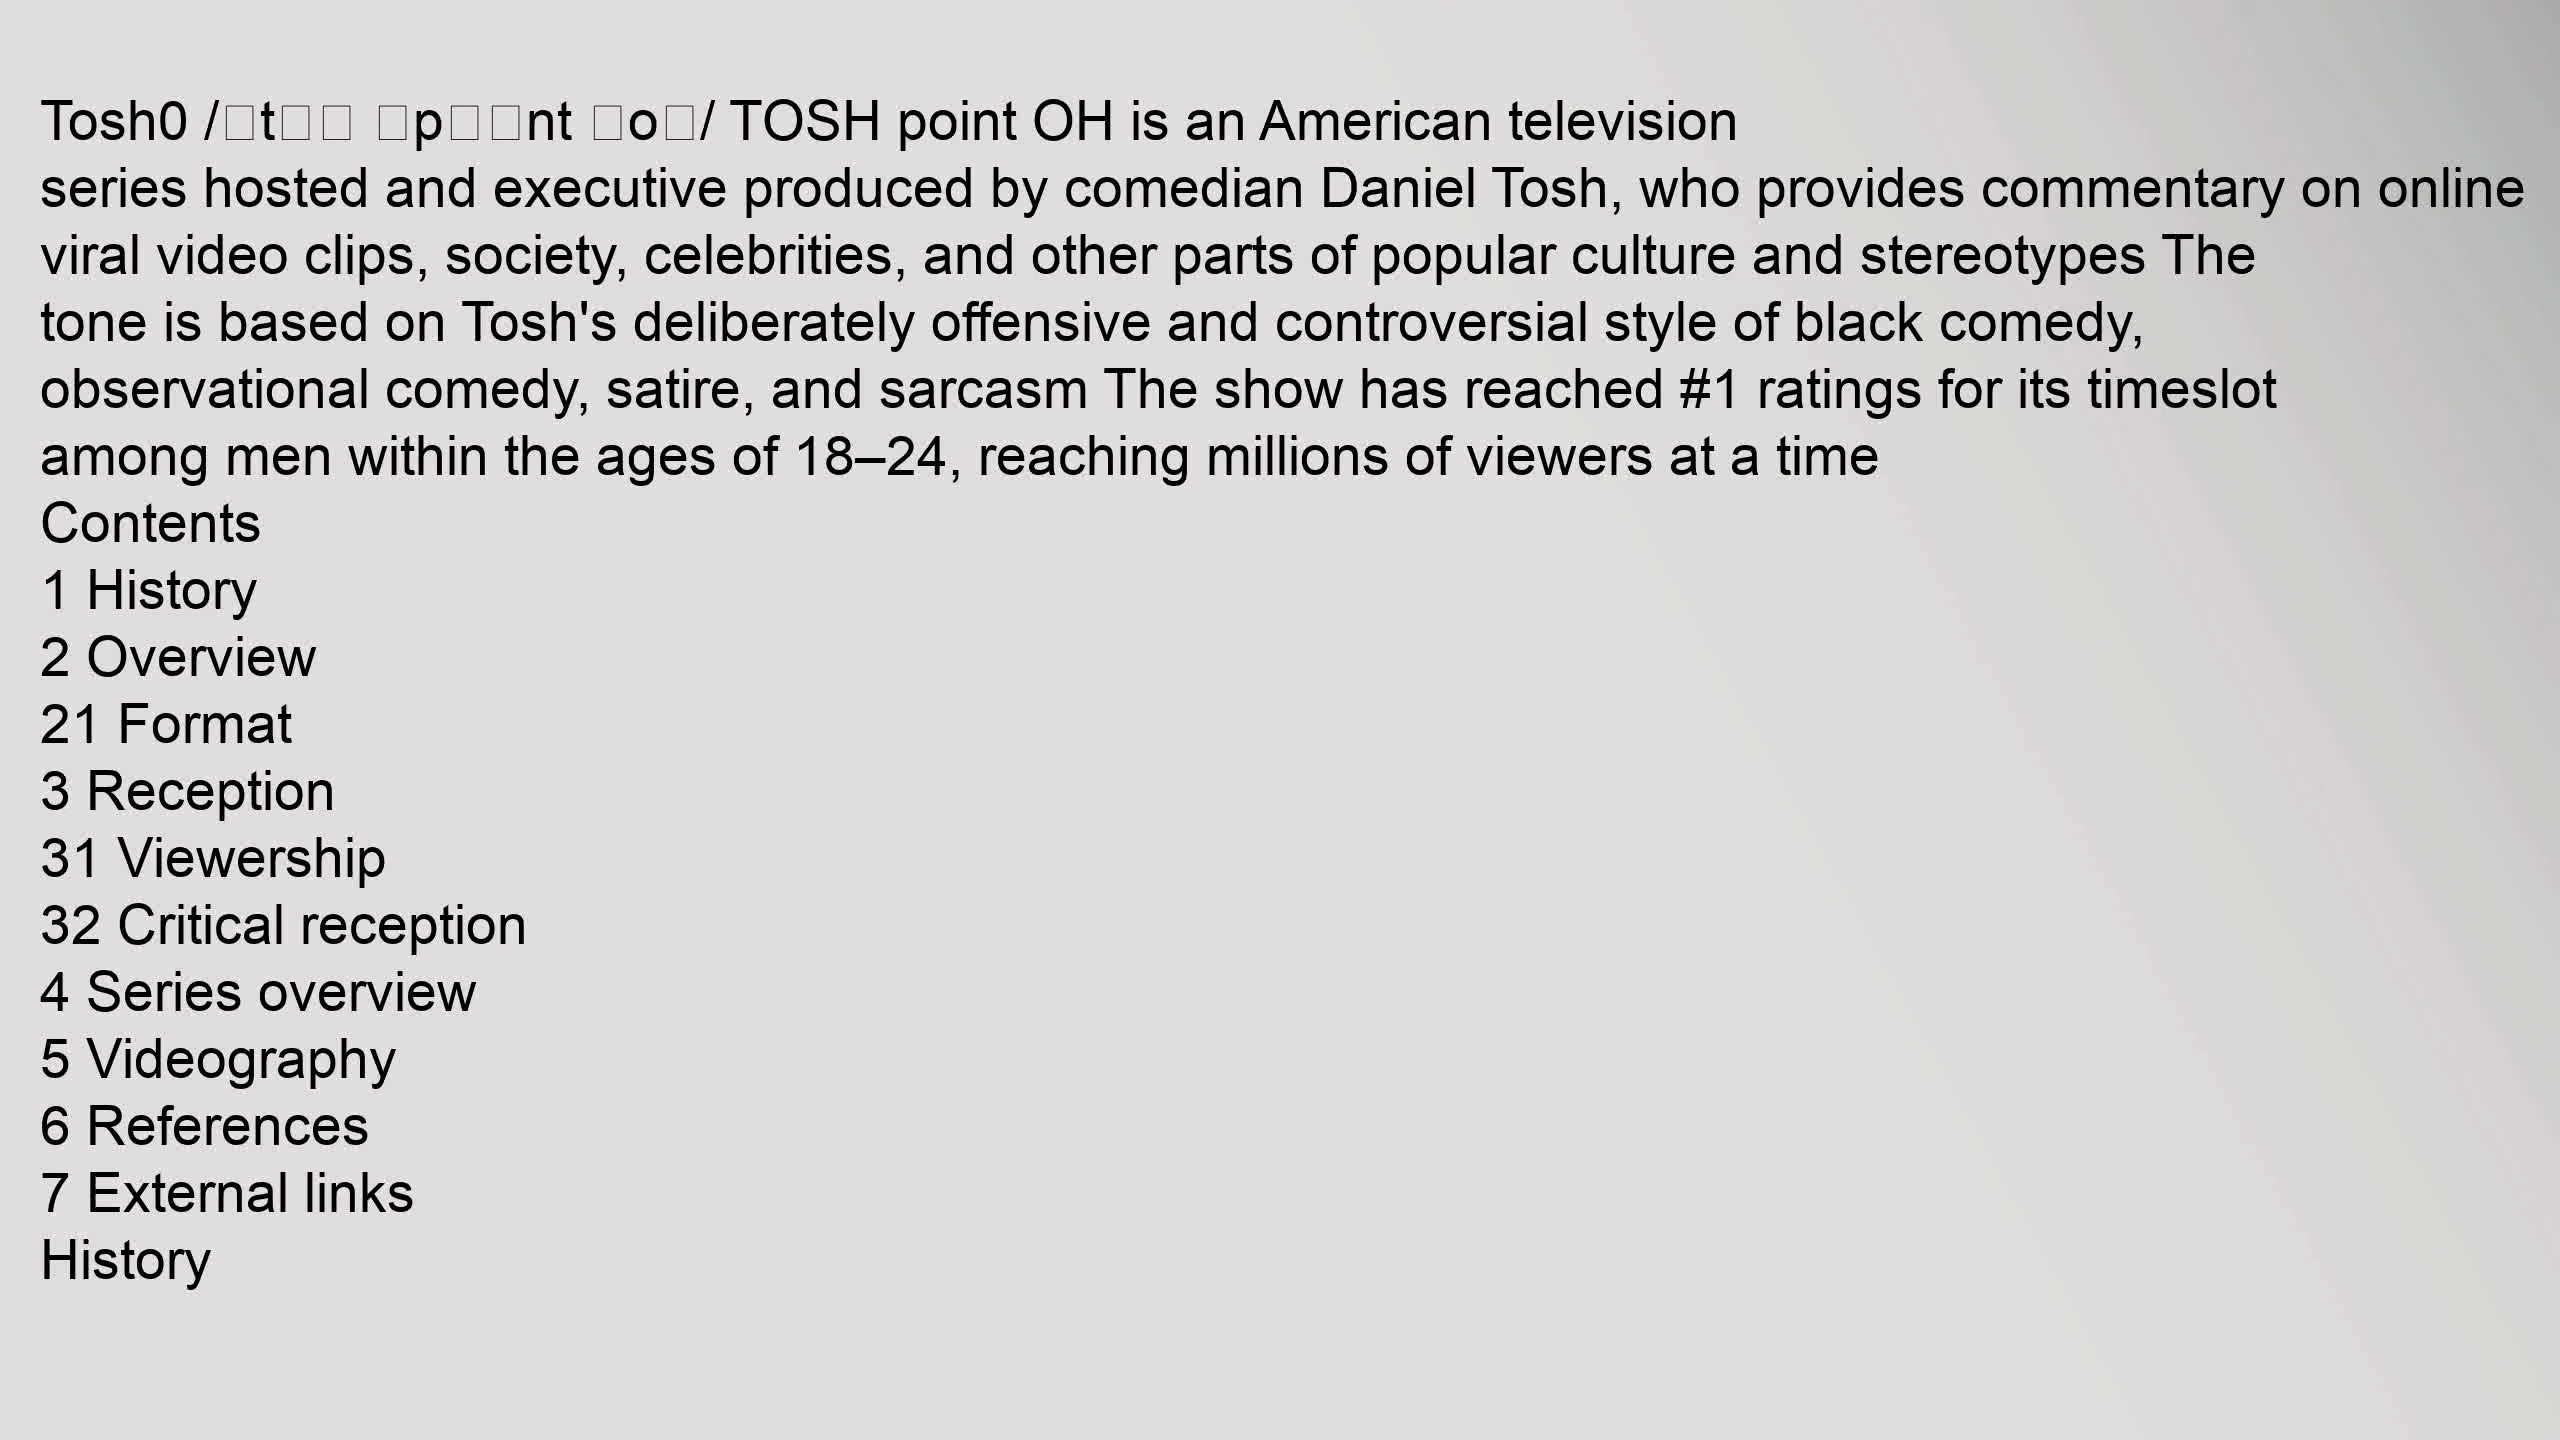 Tosh0 /□t□□ □p□□nt □o□/ TOSH point OH is an American television
series hosted and executive produced by comedian Daniel Tosh, who provides commentary on online
viral video clips, society, celebrities, and other parts of popular culture and stereotypes The
tone is based on Tosh's deliberately offensive and controversial style of black comedy,
observational comedy, satire, and sarcasm The show has reached #1 ratings for its timeslot
among men within the ages of 18–24, reaching millions of viewers at a time
Contents
1 History
2 Overview
21 Format
3 Reception
31 Viewership
32 Critical reception
4 Series overview
5 Videography
6 References
7 External links
History